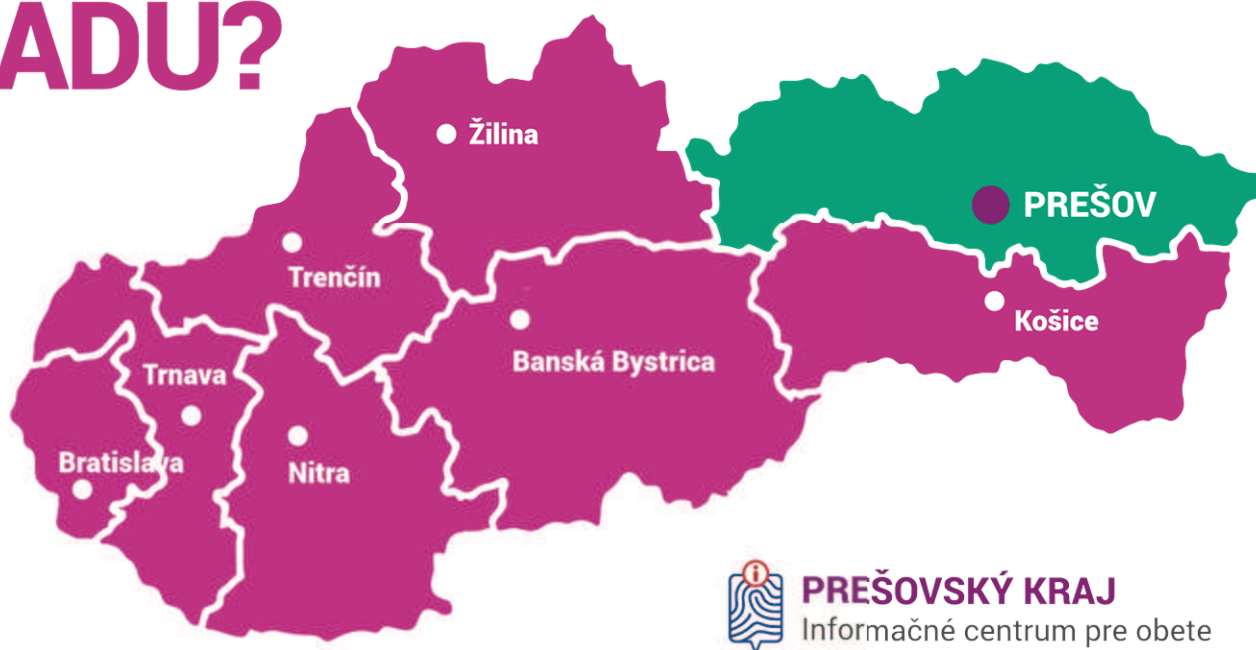 ADU?
Žilina
PREŠOV
Trenčín
Košice
Banská Bystrica
Trnava
Bratislava
Nitra
i
PREŠOVSKÝ KRAJ
Informačné centrum pre obete